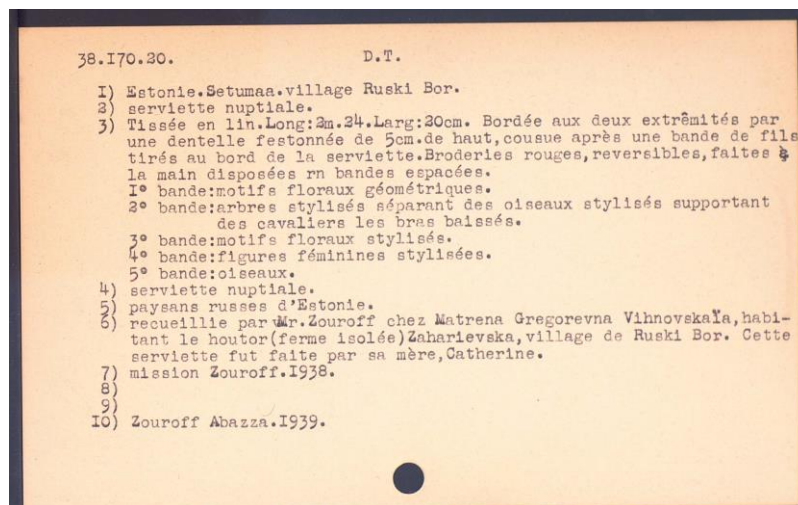 38.I70.20. D.T.
I) Estonie.Setumaa.village Ruski Bor.
2) serviette nuptiale.
3) Tissée en lin.Long:2m.24.Larg:20cm. Bordée aux deux extrêmités par
une dentelle festonnée de 5cm.de haut,cousue après une bande de fils
tirés au bord de la serviette.Broderies rouges,reversibles,faites à
la main disposées rn bandes espacées.
I° bande:motifs floraux géométriques.
2° bande:arbres stylisés séparant des oiseaux stylisés supportant
des cavaliers les bras baissés.
3° bande:motifs floraux stylisés.
4° bande:figures féminines stylisées.
5° bande:oiseaux.
4) serviette nuptiale.
5) paysans russes d'Estonie.
6) recueillie par Mr.Zouroff chez Matrena Gregorevna Vihnovskaïa,habi-
tant le houtor(ferme isolée)Zaharievska,village de Ruski Bor. Cette
serviette fut faite par sa mère,Catherine.
7) mission Zouroff.I938.
8)
9)
IO) Zouroff Abazza.I939.